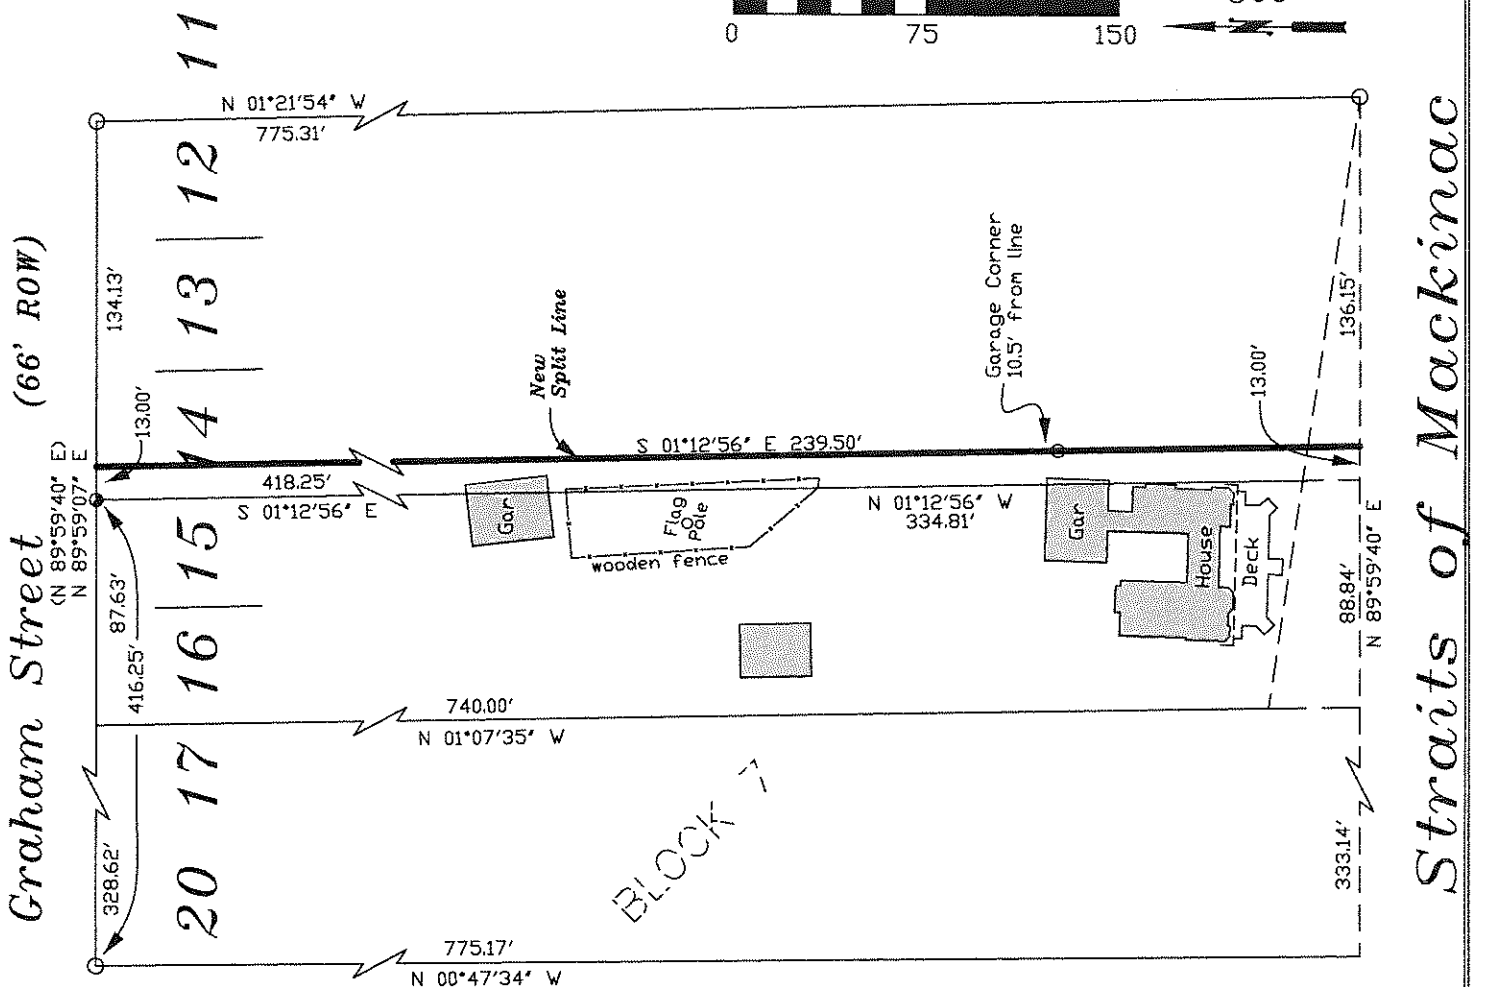 Graham Street (66' ROW)
(N 89°59'40" E)
N 89°59'07" E
11
12
13
14
15
16
17
20
0 75 150
N
N 01°21'54" W
775.31'
134.13'
13.00'
87.63'
416.25'
328.62'
418.25'
S 01°12'56" E
New
Split Line
S 01°12'56" E 239.50'
Garage Corner
10.5' from line
13.00'
136.15'
Gar
Flag
Pole
wooden fence
N 01°12'56" W
334.81'
Gar
House
Deck
88.84'
N 89°59'40" E
740.00'
N 01°07'35" W
BLOCK 7
333.14'
775.17'
N 00°47'34" W
Straits of Mackinac